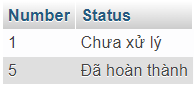 Number Status
1 Chưa xử lý
5 Đã hoàn thành